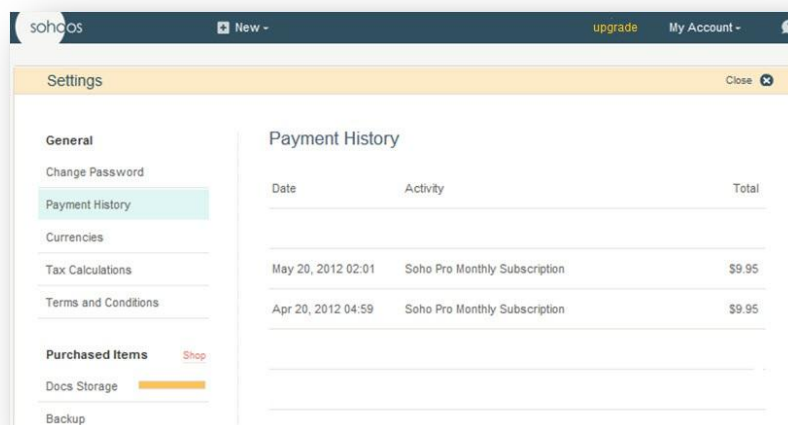 sohoos New upgrade My Account
Settings Close
General
Change Password
Payment History
Currencies
Tax Calculations
Terms and Conditions
Purchased Items Shop
Docs Storage
Backup
Payment History
Date Activity Total
May 20, 2012 02:01 Soho Pro Monthly Subscription $9.95
Apr 20, 2012 04:59 Soho Pro Monthly Subscription $9.95